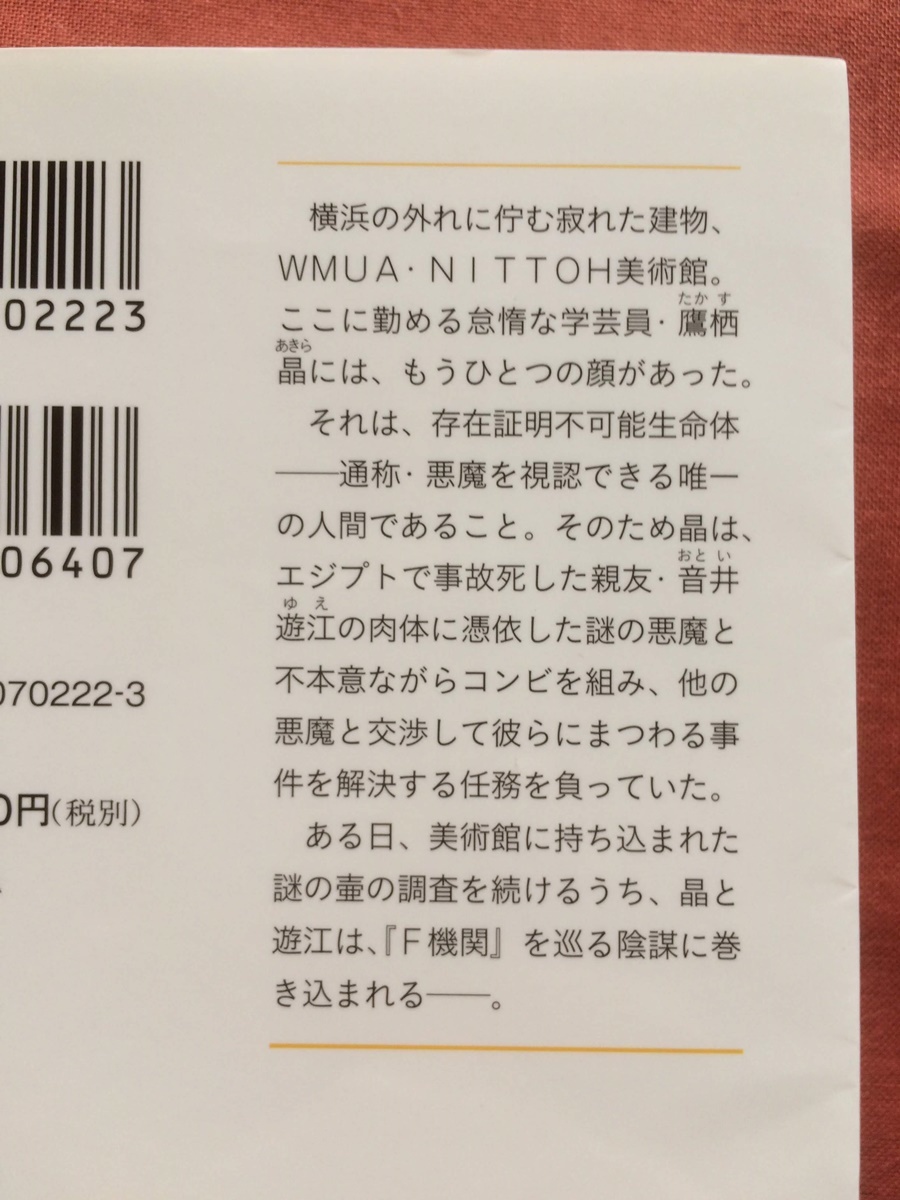 02223
06407
070222-3
0円(税別)
横浜の外れに佇む寂れた建物、
WMUA・NITTOH美術館。
たかす
ここに勤める怠惰な学芸員・鷹栖
あきら
晶には、もうひとつの顔があった。
それは、存在証明不可能生命体
──通称・悪魔を視認できる唯一
の人間であること。そのため晶は、
おとい
エジプトで事故死した親友・音井
ゆえ
遊江の肉体に憑依した謎の悪魔と
不本意ながらコンビを組み、他の
悪魔と交渉して彼らにまつわる事
件を解決する任務を負っていた。
ある日、美術館に持ち込まれた
謎の壷の調査を続けるうち、晶と
遊江は、『F機関』を巡る陰謀に巻
き込まれる──。